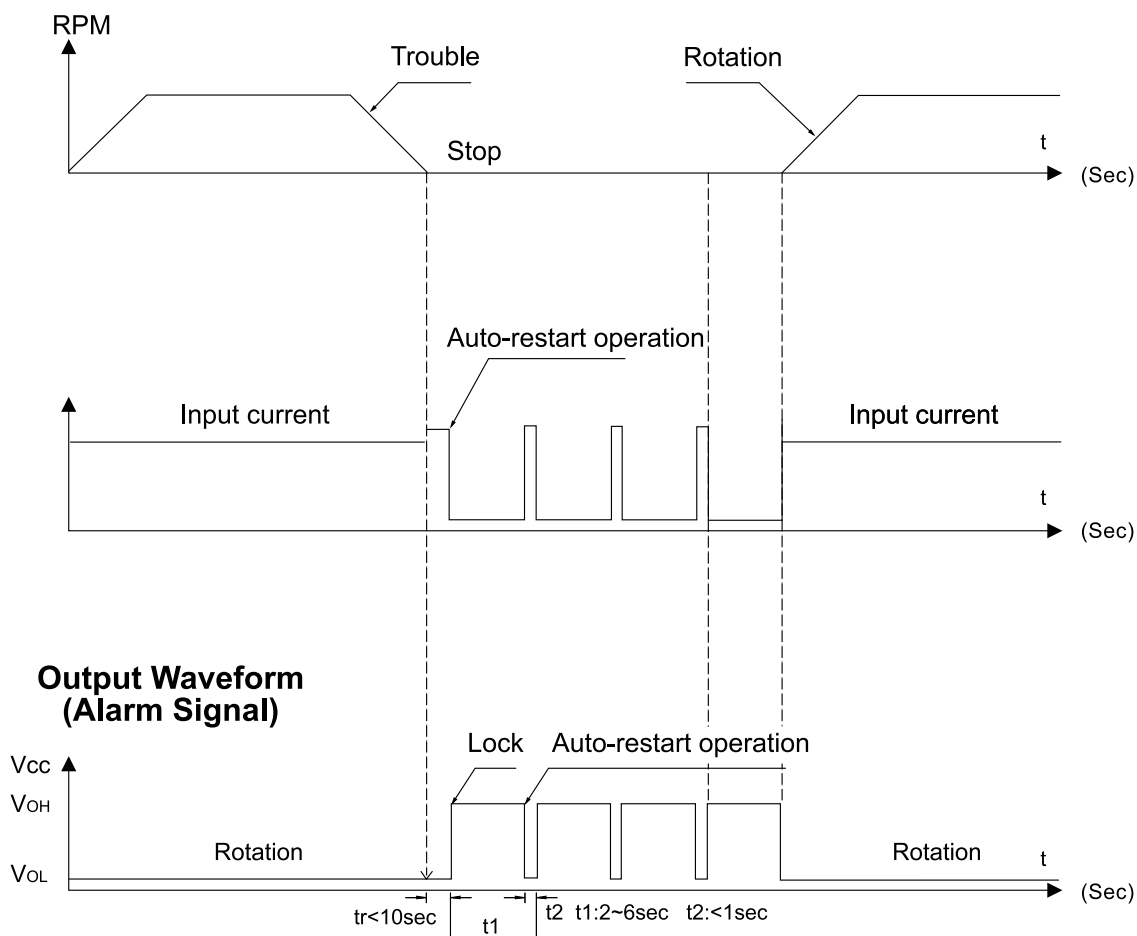 RPM
Trouble
Rotation
Stop
t
(Sec)
Auto-restart operation
Input current
Input current
t
(Sec)
Output Waveform
(Alarm Signal)
Lock
Auto-restart operation
Vcc
VOH
Rotation
Rotation
t
VOL
(Sec)
tr<10sec
t1
t2
t1:2~6sec
t2:<1sec